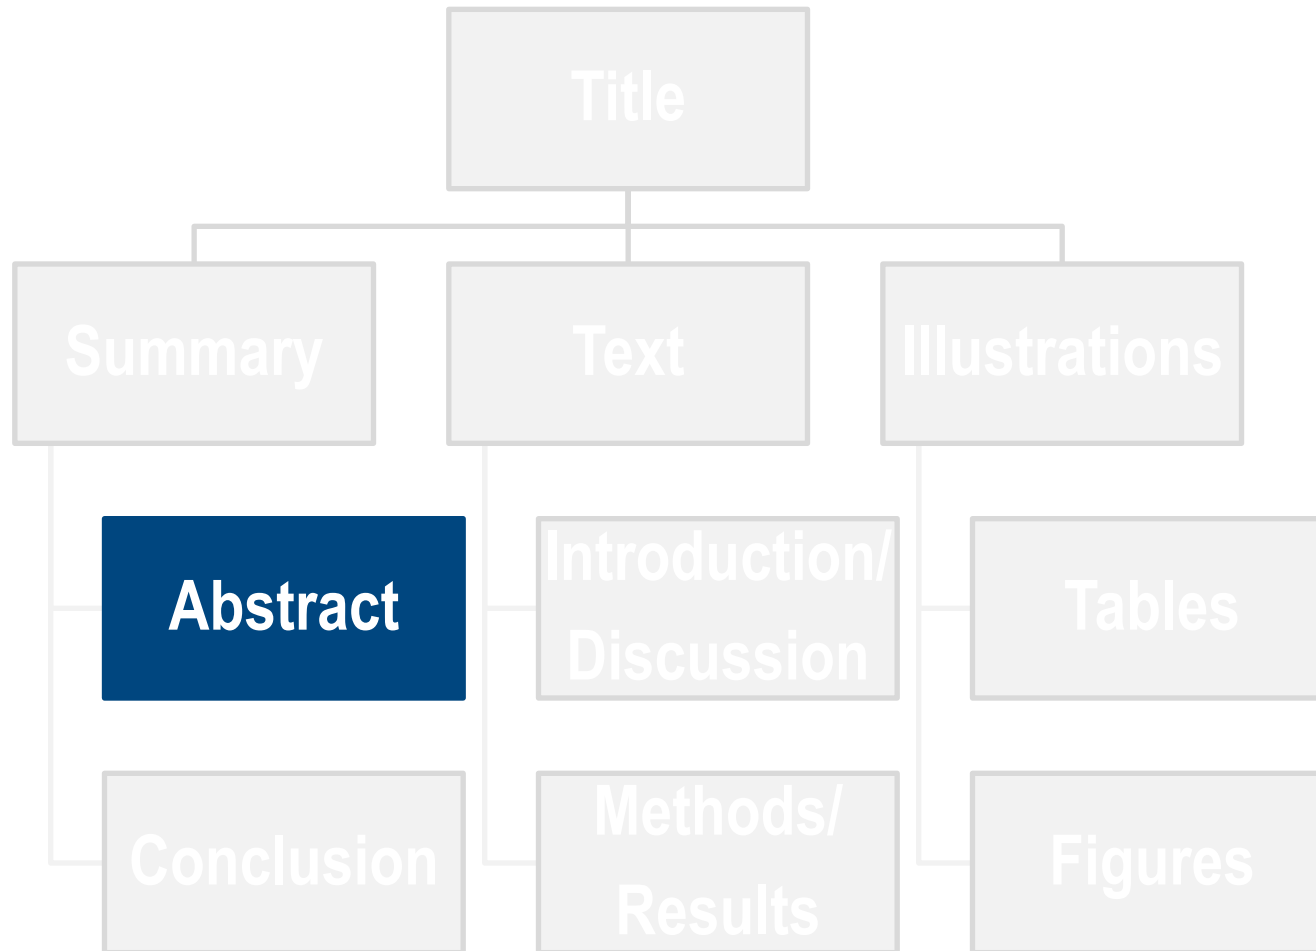 Title
Summary
Text
Illustrations
Abstract
Introduction/
Discussion
Tables
Conclusion
Methods/
Results
Figures